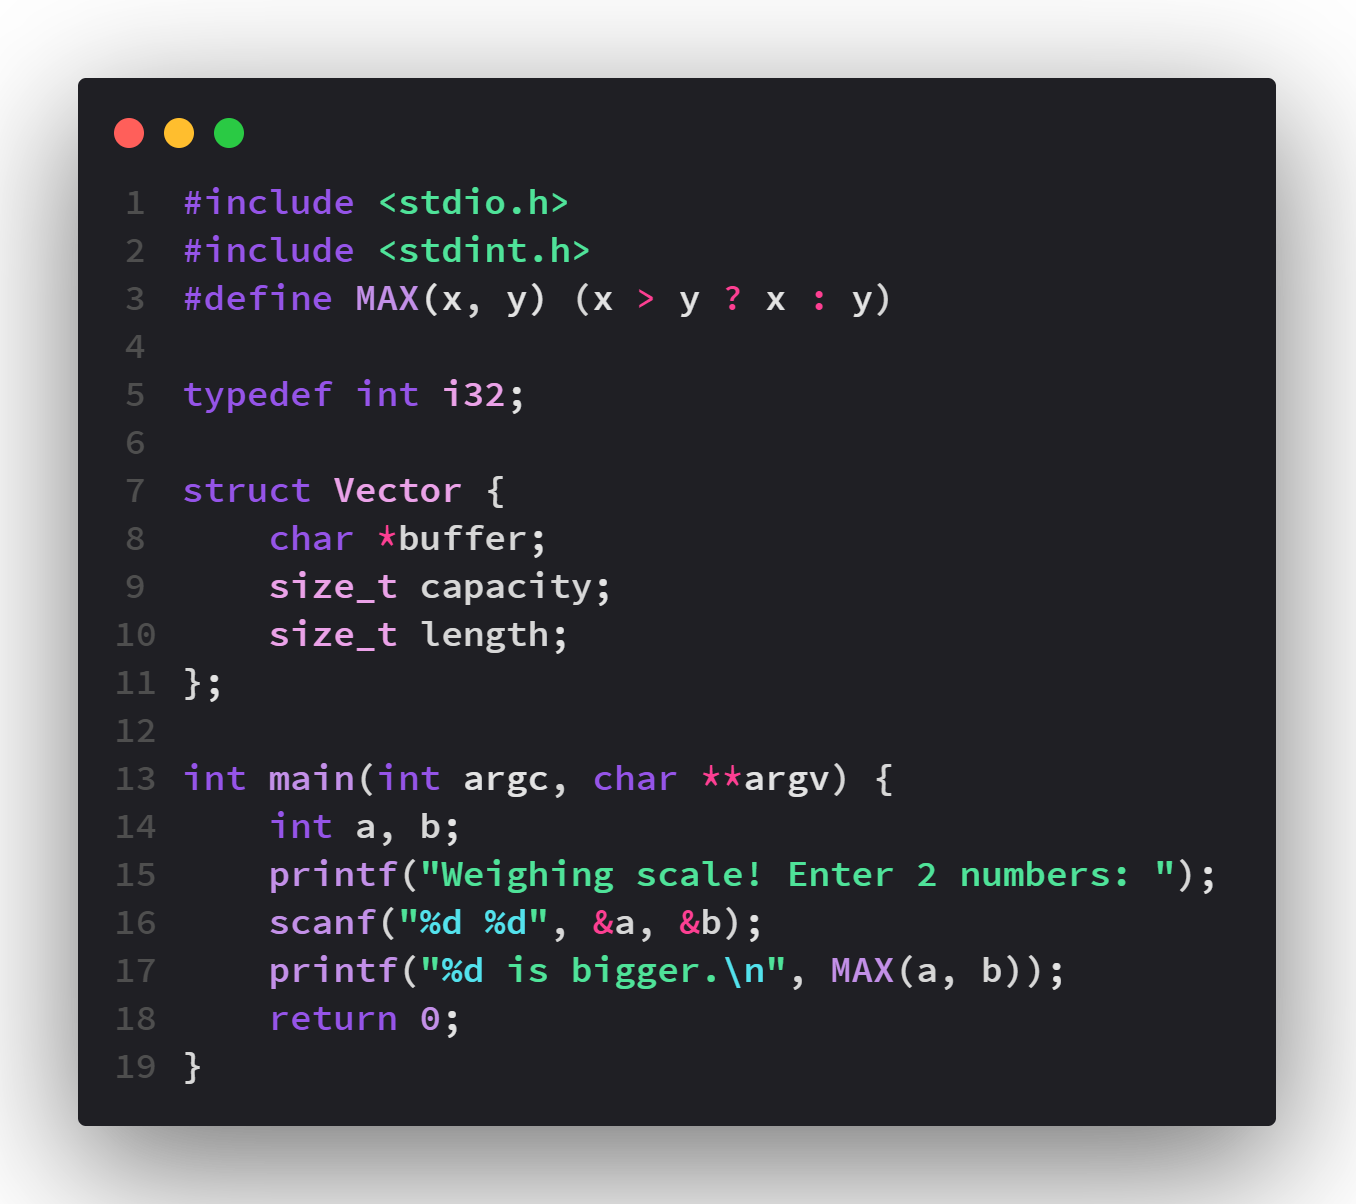 1 #include <stdio.h>
2 #include <stdint.h>
3 #define MAX(x, y) (x > y ? x : y)
4
5 typedef int i32;
6
7 struct Vector {
8     char *buffer;
9     size_t capacity;
10     size_t length;
11 };
12
13 int main(int argc, char **argv) {
14     int a, b;
15     printf("Weighing scale! Enter 2 numbers: ");
16     scanf("%d %d", &a, &b);
17     printf("%d is bigger.\n", MAX(a, b));
18     return 0;
19 }